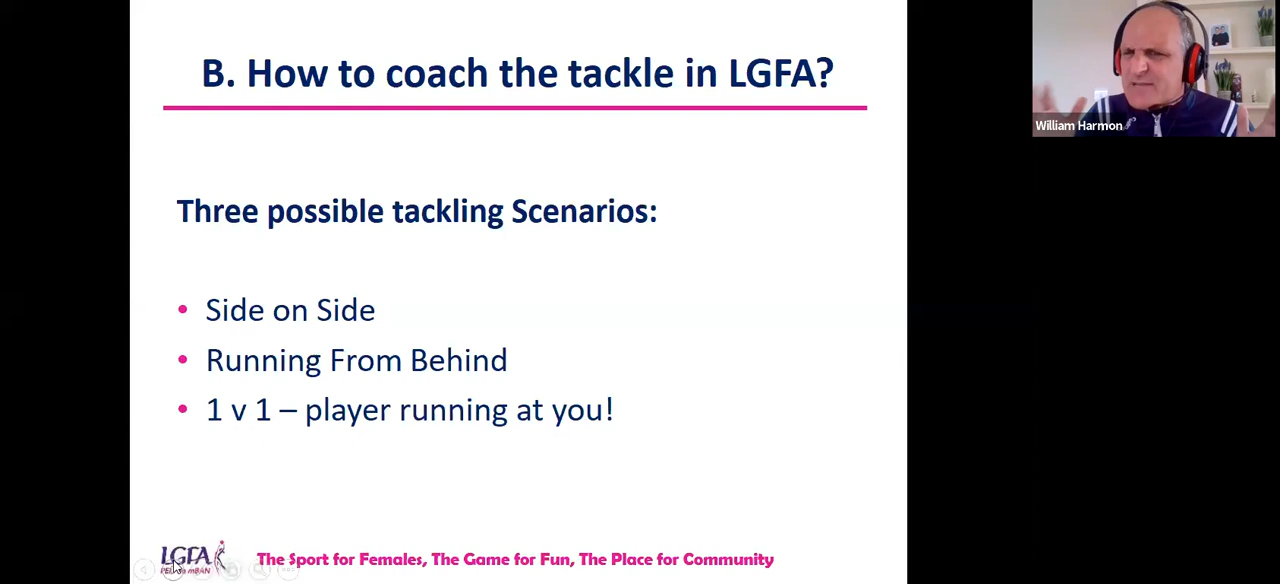 B. How to coach the tackle in LGFA?
William Harmon
Three possible tackling Scenarios:
• Side on Side
• Running From Behind
• 1 v 1 – player running at you!
LGFA
The Sport for Females, The Game for Fun, The Place for Community